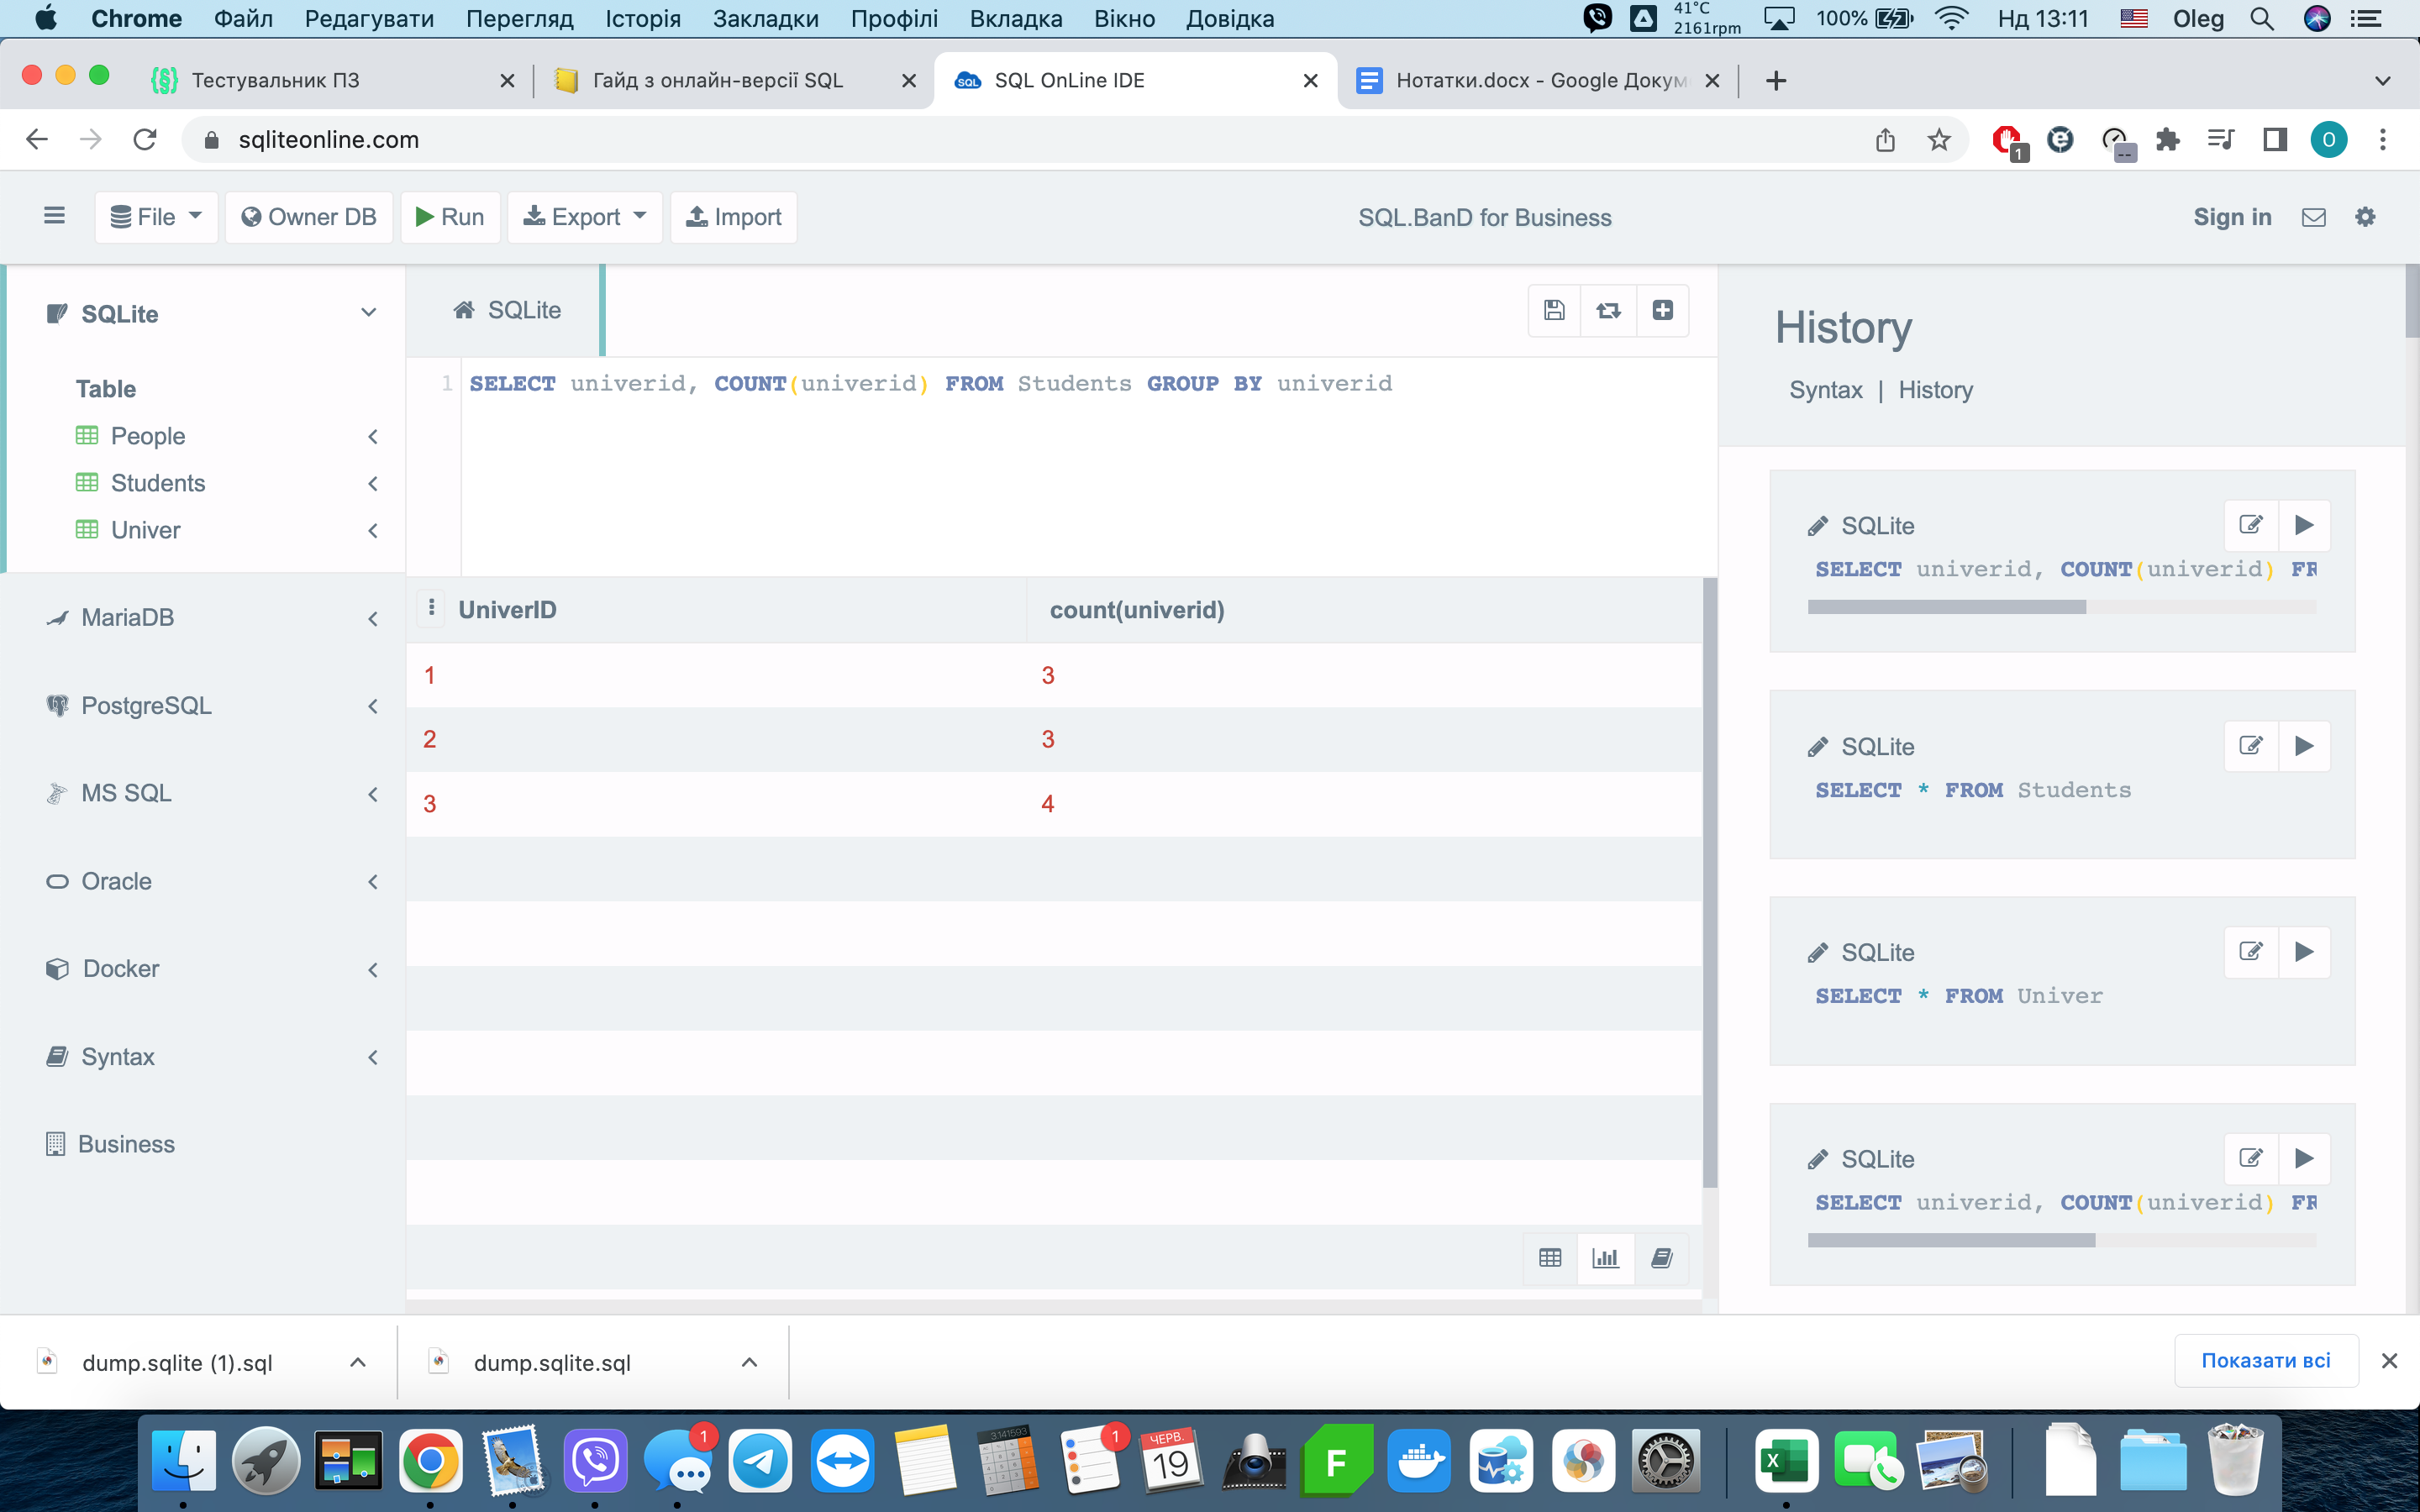 Chrome Файл Редагувати Перегляд Історія Закладки Профілі Вкладка Вікно Довідка 41°C 2161rpm 100% Нд 13:11 Oleg
Тестувальник ПЗ
Гайд з онлайн-версії SQL
SQL SQL OnLine IDE
Нотатки.docx - Google Докум
sqliteonline.com
1 -- O
File Owner DB Run Export Import SQL.BanD for Business Sign in
SQLite
Table
People
Students
Univer
MariaDB
PostgreSQL
MS SQL
Oracle
Docker
Syntax
Business
SQLite
1 SELECT univerid, COUNT(univerid) FROM Students GROUP BY univerid
UniverID count(univerid)
1 3
2 3
3 4
History
Syntax | History
SQLite
SELECT univerid, COUNT(univerid) FR
SQLite
SELECT * FROM Students
SQLite
SELECT * FROM Univer
SQLite
SELECT univerid, COUNT(univerid) FR
dump.sqlite (1).sql
dump.sqlite.sql
Показати всі
1
3,141593
1
ЧЕРВ.
19
F
X